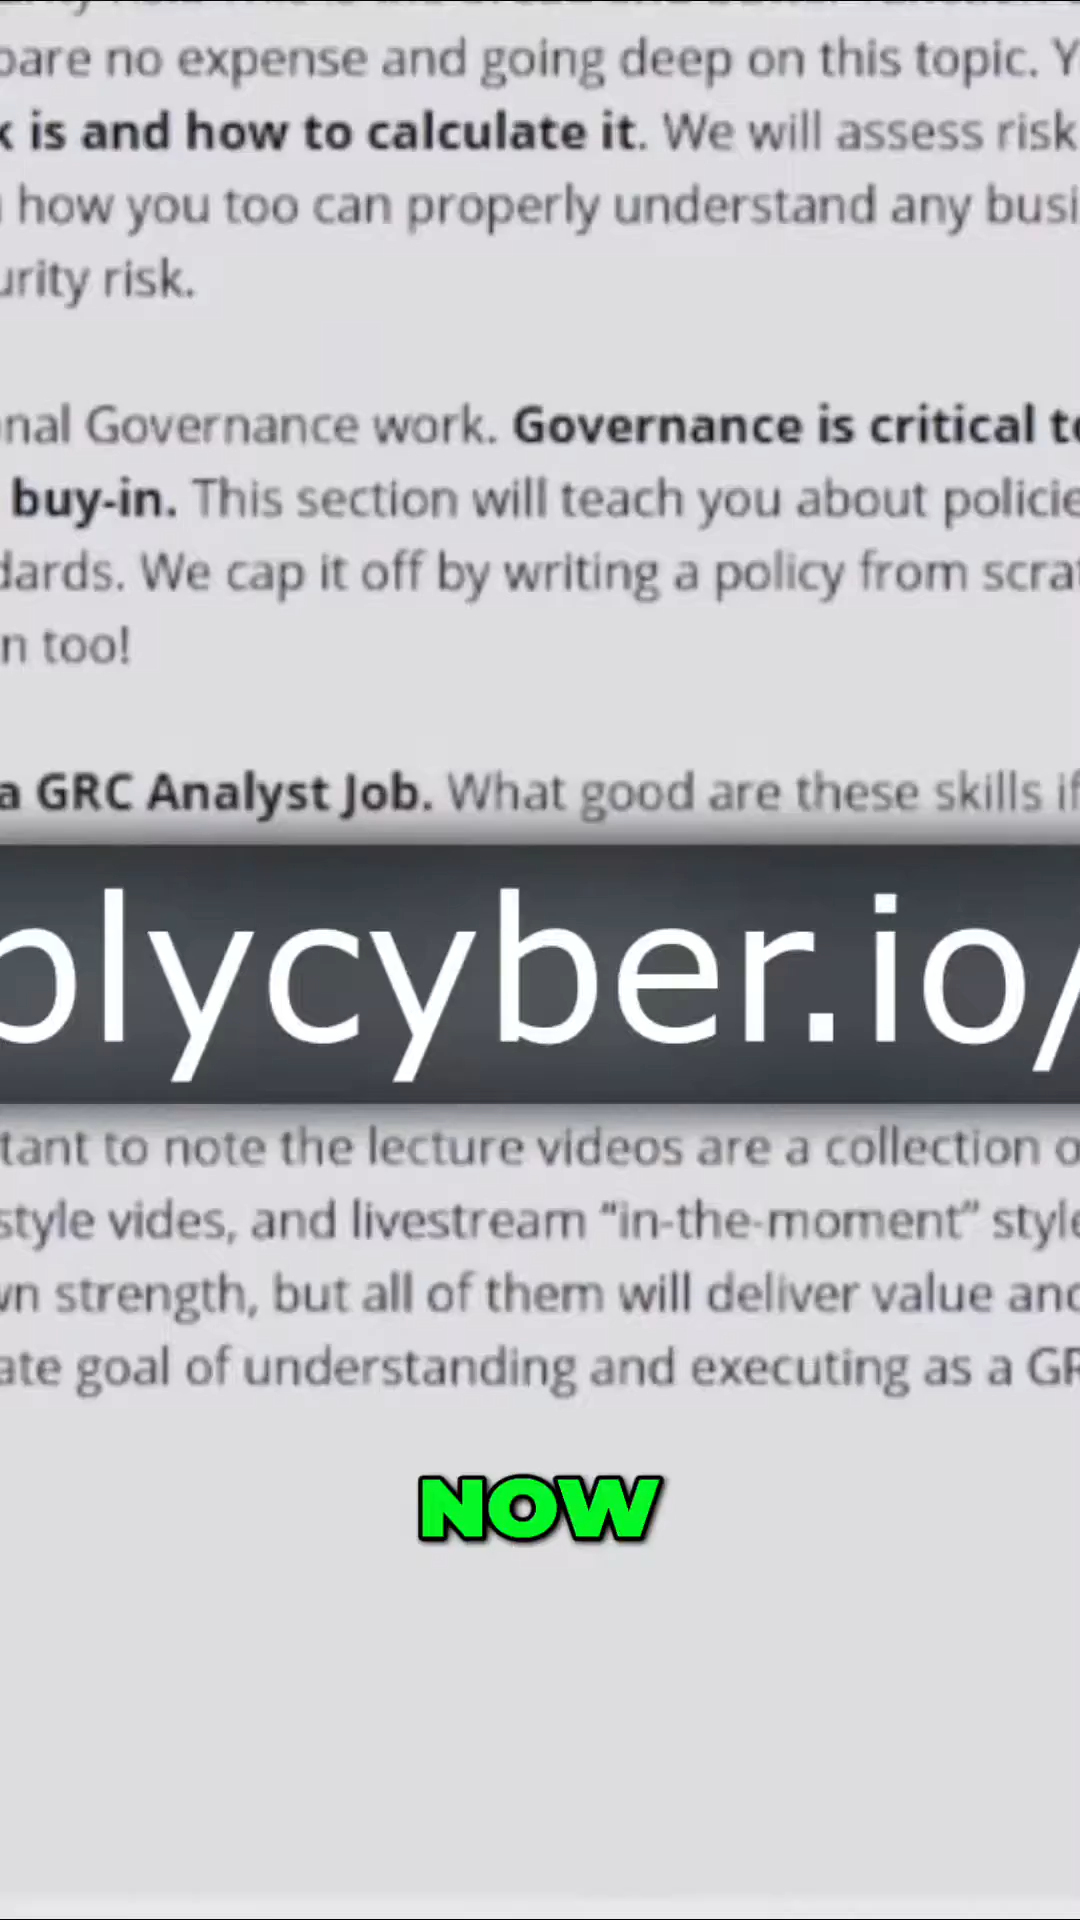 pare no expense and going deep on this topic. Y
k is and how to calculate it. We will assess risk
how you too can properly understand any busi
urity risk.
onal Governance work. Governance is critical to
buy-in. This section will teach you about policie
dards. We cap it off by writing a policy from scrat
n too!
a GRC Analyst Job. What good are these skills if
plycyber.io/
tant to note the lecture videos are a collection o
style vides, and livestream “in-the-moment” style
wn strength, but all of them will deliver value and
ate goal of understanding and executing as a GR
NOW